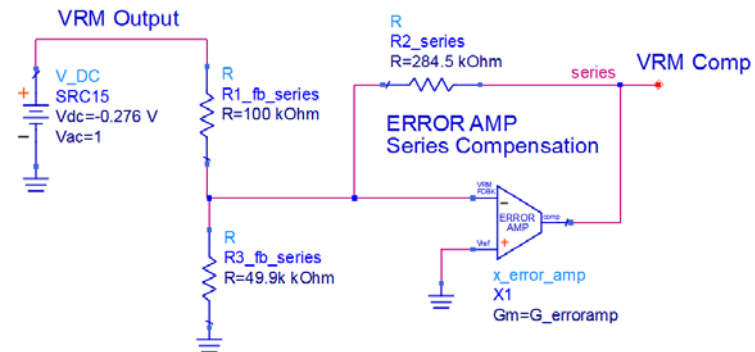 VRM Output
V_DC
SRC15
Vdc=-0.276 V
Vac=1
R
R1_fb_series
R=100 kOhm
R
R2_series
R=284.5 kOhm
series
VRM Comp
ERROR AMP
Series Compensation
VRM
FDBK
ERROR
AMP
comp
Vref
x_error_amp
X1
Gm=G_erroramp
R
R3_fb_series
R=49.9k kOhm